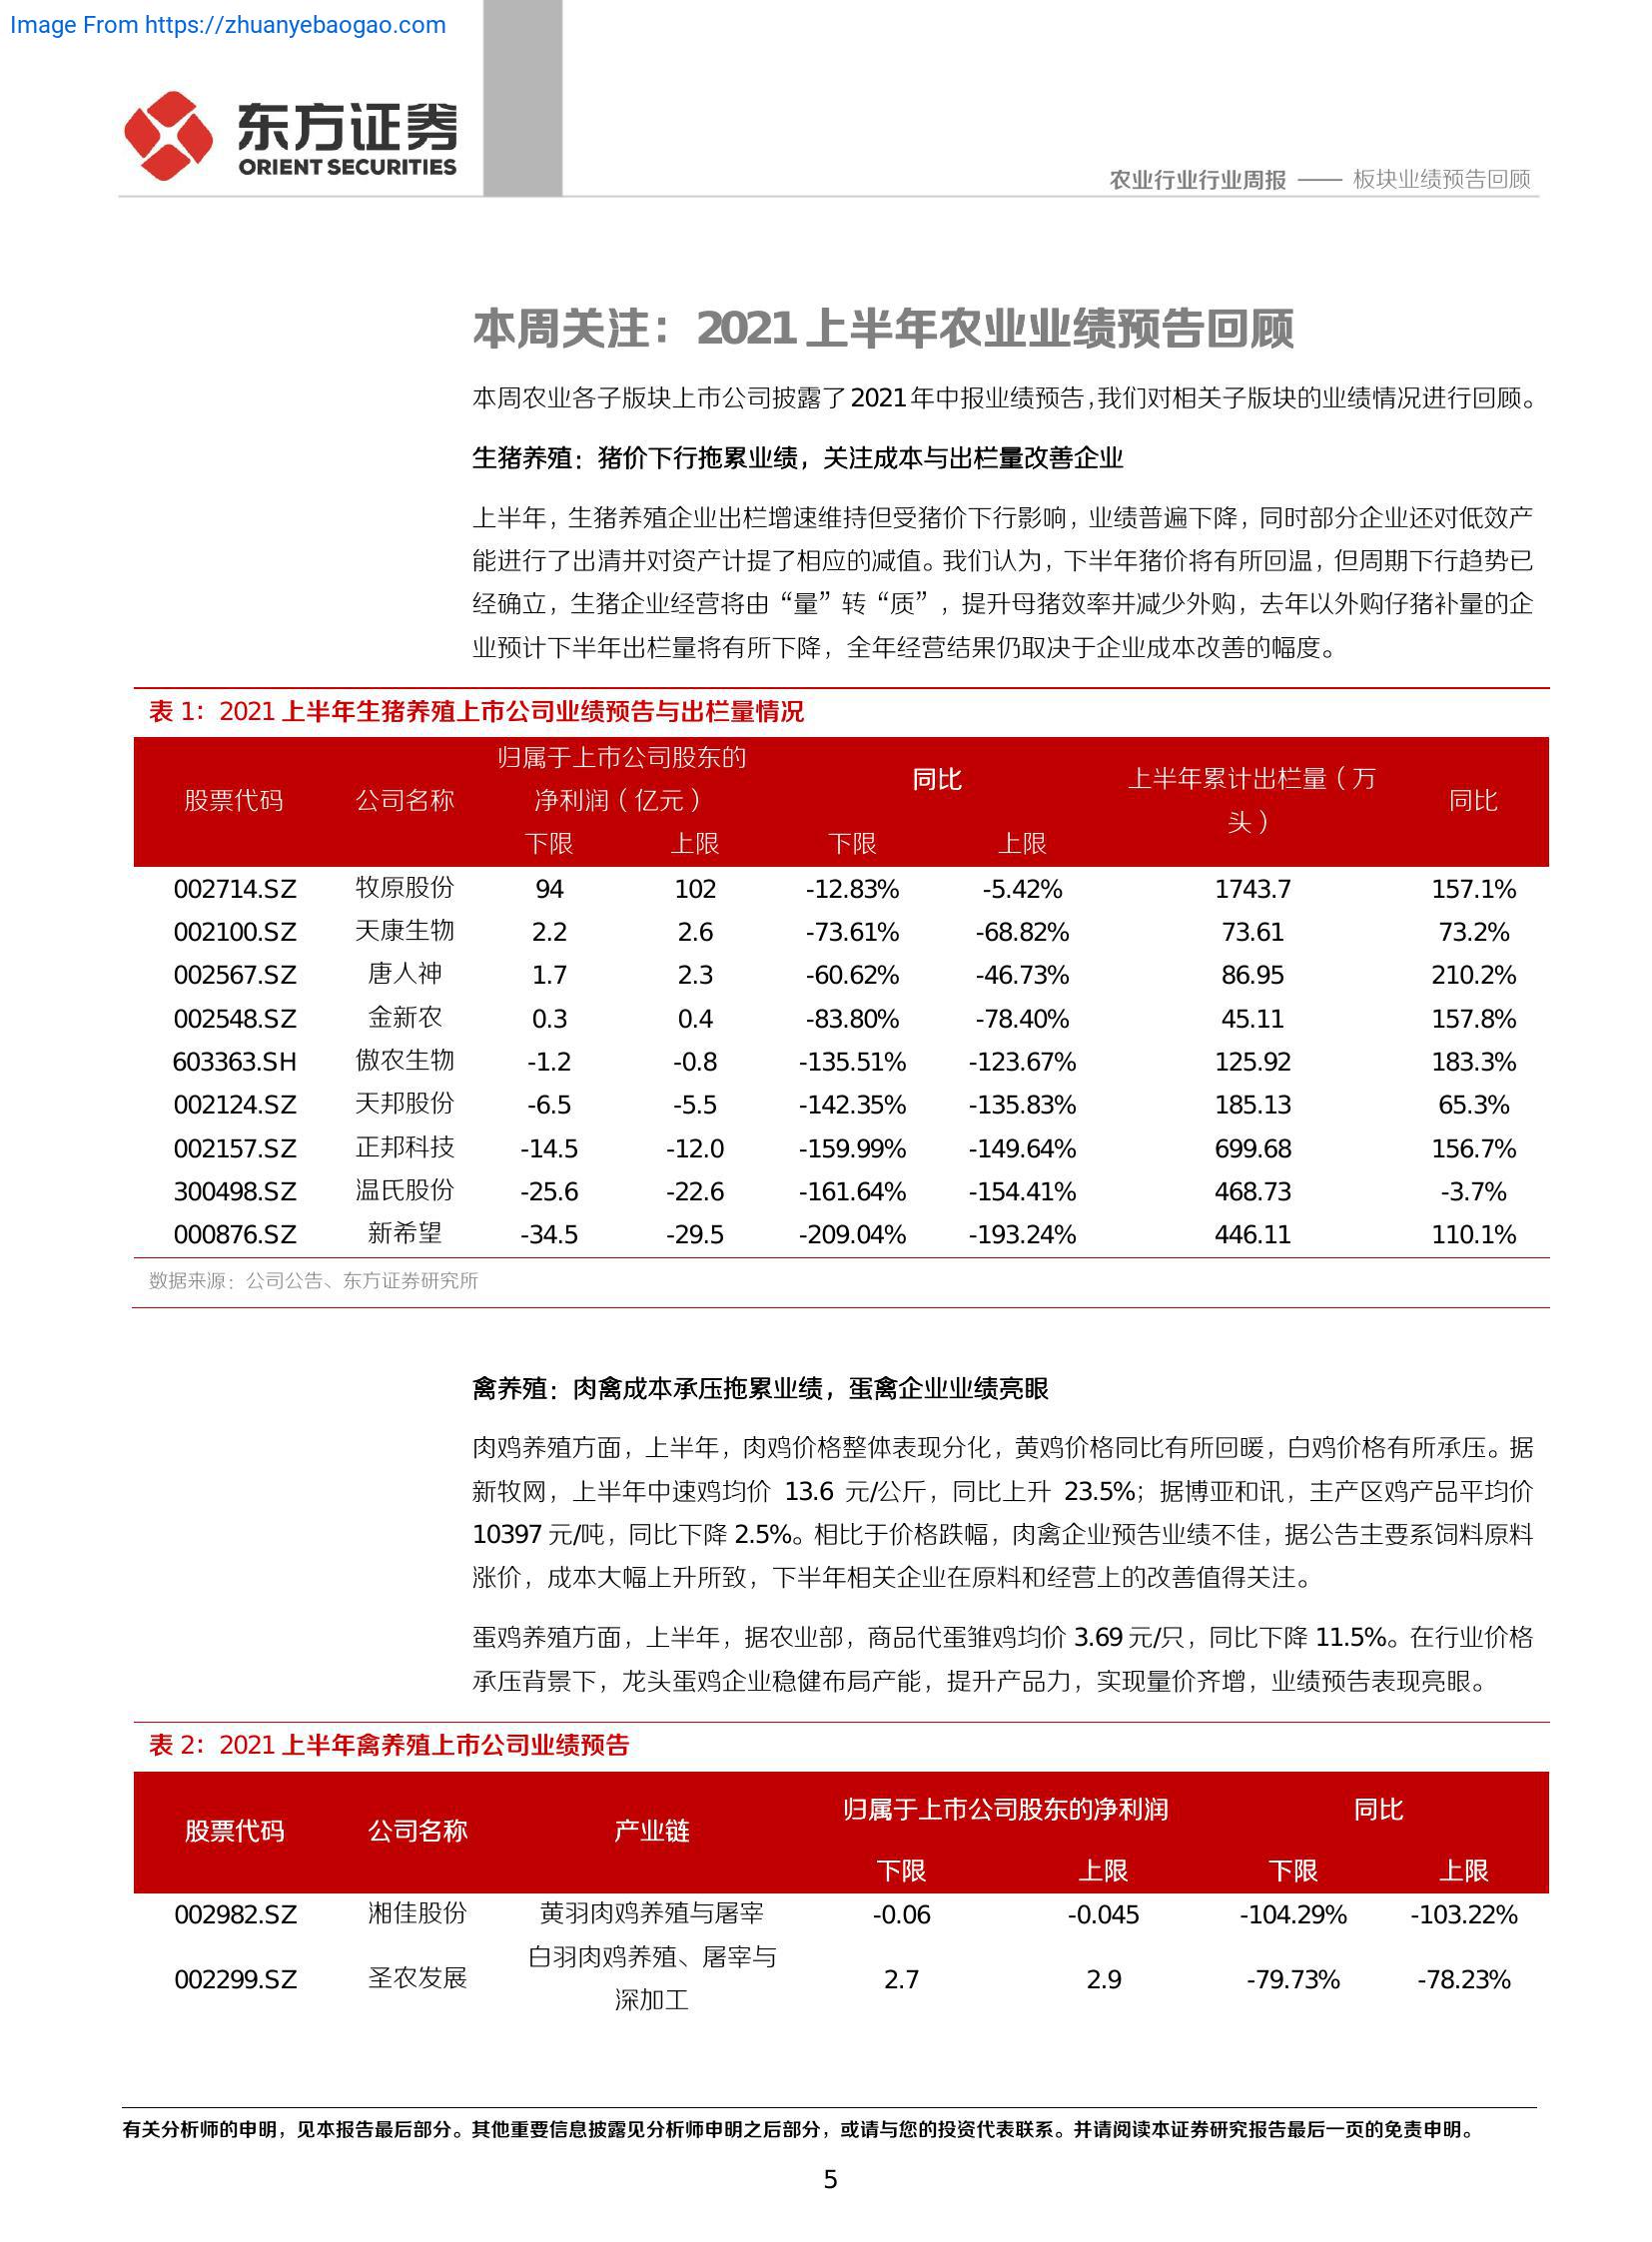 Image From https://zhuanyebaogao.com
东方证券
ORIENT SECURITIES
农业行业行业周报 —— 板块业绩预告回顾
本周关注：2021 上半年农业业绩预告回顾
本周农业各子版块上市公司披露了 2021 年中报业绩预告，我们对相关子版块的业绩情况进行回顾。
生猪养殖：猪价下行拖累业绩，关注成本与出栏量改善企业
上半年，生猪养殖企业出栏增速维持但受猪价下行影响，业绩普遍下降，同时部分企业还对低效产
能进行了出清并对资产计提了相应的减值。我们认为，下半年猪价将有所回温，但周期下行趋势已
经确立，生猪企业经营将由“量”转“质”，提升母猪效率并减少外购，去年以外购仔猪补量的企
业预计下半年出栏量将有所下降，全年经营结果仍取决于企业成本改善的幅度。
表 1：2021 上半年生猪养殖上市公司业绩预告与出栏量情况
股票代码 公司名称 归属于上市公司股东的净利润（亿元） 同比 上半年累计出栏量（万头） 同比
下限 上限 下限 上限
002714.SZ 牧原股份 94 102 -12.83% -5.42% 1743.7 157.1%
002100.SZ 天康生物 2.2 2.6 -73.61% -68.82% 73.61 73.2%
002567.SZ 唐人神 1.7 2.3 -60.62% -46.73% 86.95 210.2%
002548.SZ 金新农 0.3 0.4 -83.80% -78.40% 45.11 157.8%
603363.SH 傲农生物 -1.2 -0.8 -135.51% -123.67% 125.92 183.3%
002124.SZ 天邦股份 -6.5 -5.5 -142.35% -135.83% 185.13 65.3%
002157.SZ 正邦科技 -14.5 -12.0 -159.99% -149.64% 699.68 156.7%
300498.SZ 温氏股份 -25.6 -22.6 -161.64% -154.41% 468.73 -3.7%
000876.SZ 新希望 -34.5 -29.5 -209.04% -193.24% 446.11 110.1%
数据来源：公司公告、东方证券研究所
禽养殖：肉禽成本承压拖累业绩，蛋禽企业业绩亮眼
肉鸡养殖方面，上半年，肉鸡价格整体表现分化，黄鸡价格同比有所回暖，白鸡价格有所承压。据
新牧网，上半年中速鸡均价 13.6 元/公斤，同比上升 23.5%；据博亚和讯，主产区鸡产品平均价
10397 元/吨，同比下降 2.5%。相比于价格跌幅，肉禽企业预告业绩不佳，据公告主要系饲料原料
涨价，成本大幅上升所致，下半年相关企业在原料和经营上的改善值得关注。
蛋鸡养殖方面，上半年，据农业部，商品代蛋雏鸡均价 3.69 元/只，同比下降 11.5%。在行业价格
承压背景下，龙头蛋鸡企业稳健布局产能，提升产品力，实现量价齐增，业绩预告表现亮眼。
表 2：2021 上半年禽养殖上市公司业绩预告
股票代码 公司名称 产业链 归属于上市公司股东的净利润 同比
下限 上限 下限 上限
002982.SZ 湘佳股份 黄羽肉鸡养殖与屠宰 -0.06 -0.045 -104.29% -103.22%
002299.SZ 圣农发展 白羽肉鸡养殖、屠宰与深加工 2.7 2.9 -79.73% -78.23%
有关分析师的申明，见本报告最后部分。其他重要信息披露见分析师申明之后部分，或请与您的投资代表联系。并请阅读本证券研究报告最后一页的免责申明。
5